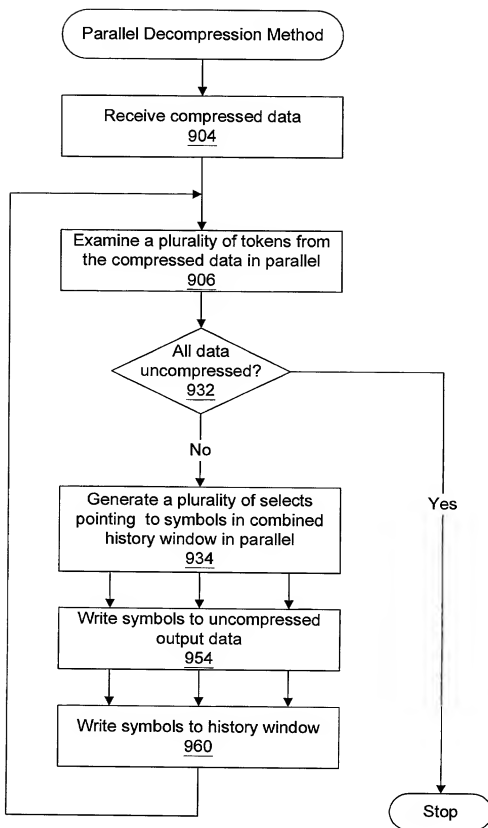 Parallel Decompression Method
Receive compressed data
904
Examine a plurality of tokens from
the compressed data in parallel
906
All data
uncompressed?
932
No
Yes
Generate a plurality of selects
pointing to symbols in combined
history window in parallel
934
Write symbols to uncompressed
output data
954
Write symbols to history window
960
Stop